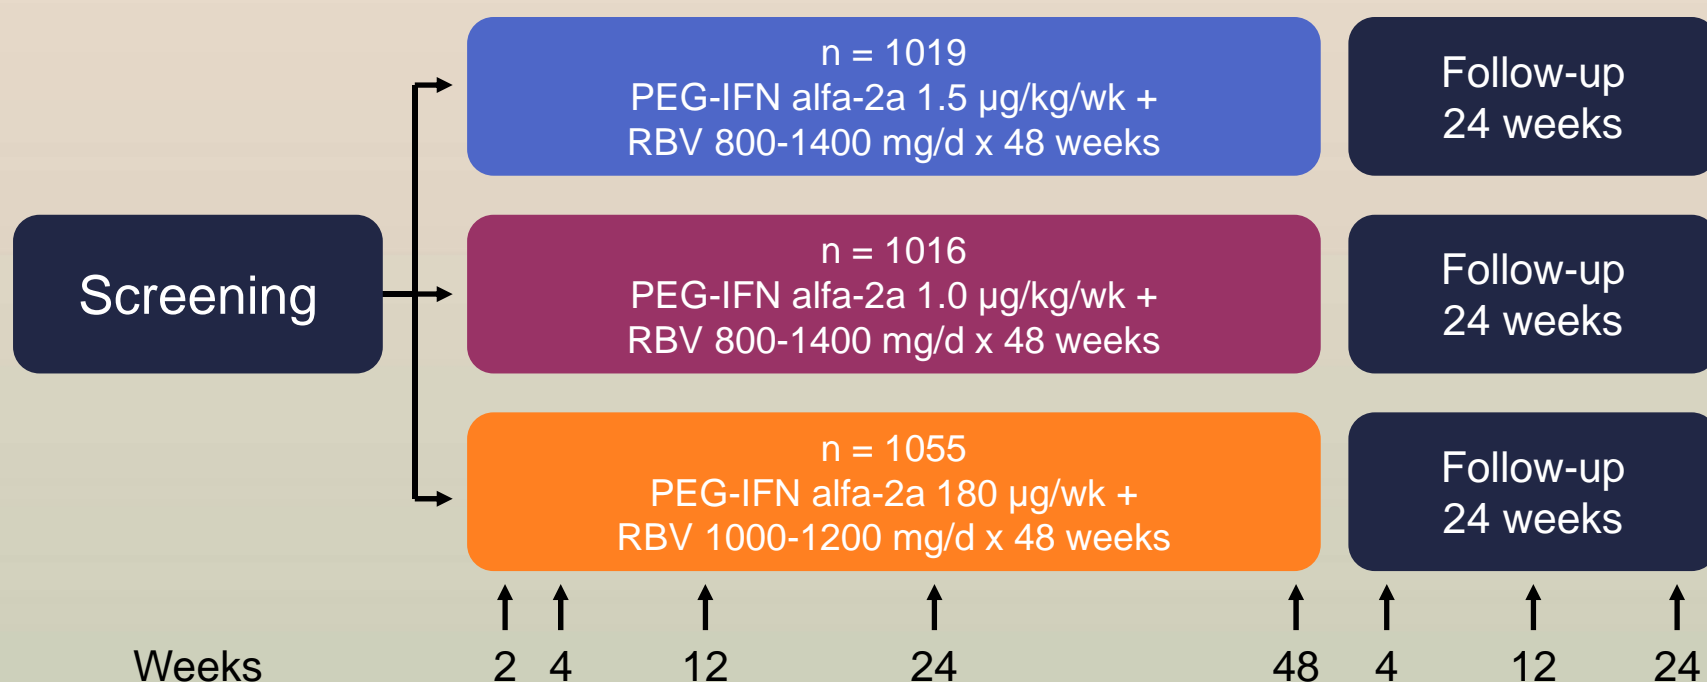 Screening
n = 1019
PEG-IFN alfa-2a 1.5 µg/kg/wk +
RBV 800-1400 mg/d x 48 weeks
Follow-up
24 weeks
n = 1016
PEG-IFN alfa-2a 1.0 µg/kg/wk +
RBV 800-1400 mg/d x 48 weeks
Follow-up
24 weeks
n = 1055
PEG-IFN alfa-2a 180 µg/wk +
RBV 1000-1200 mg/d x 48 weeks
Follow-up
24 weeks
Weeks 2 4 12 24 48 4 12 24